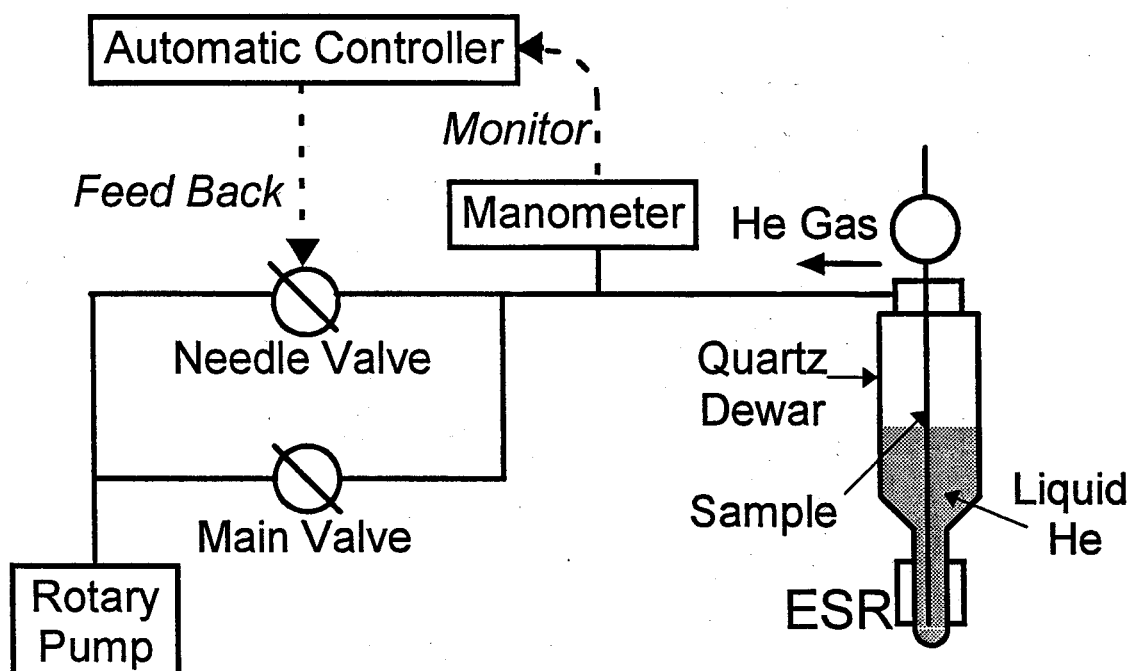 Automatic Controller
Monitor
Feed Back
Manometer
He Gas
Needle Valve
Quartz
Dewar
Main Valve
Sample
Liquid
He
Rotary
Pump
ESR